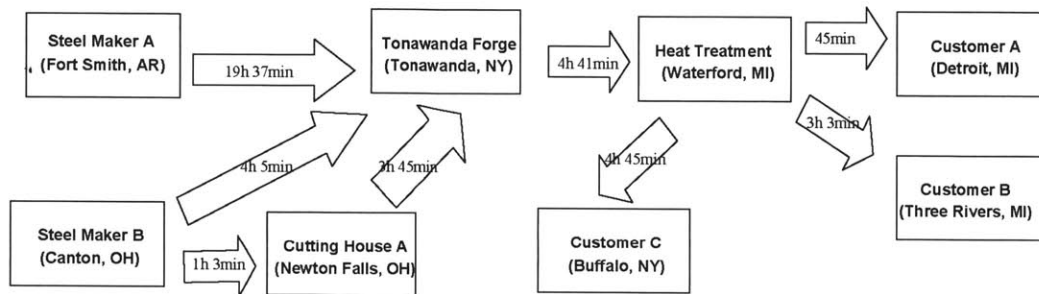 Steel Maker A
(Fort Smith, AR)
19h 37min
Tonawanda Forge
(Tonawanda, NY)
4h 41min
Heat Treatment
(Waterford, MI)
45min
Customer A
(Detroit, MI)
4h 5min
3h 45min
4h 45min
3h 3min
Customer B
(Three Rivers, MI)
Steel Maker B
(Canton, OH)
1h 3min
Cutting House A
(Newton Falls, OH)
Customer C
(Buffalo, NY)